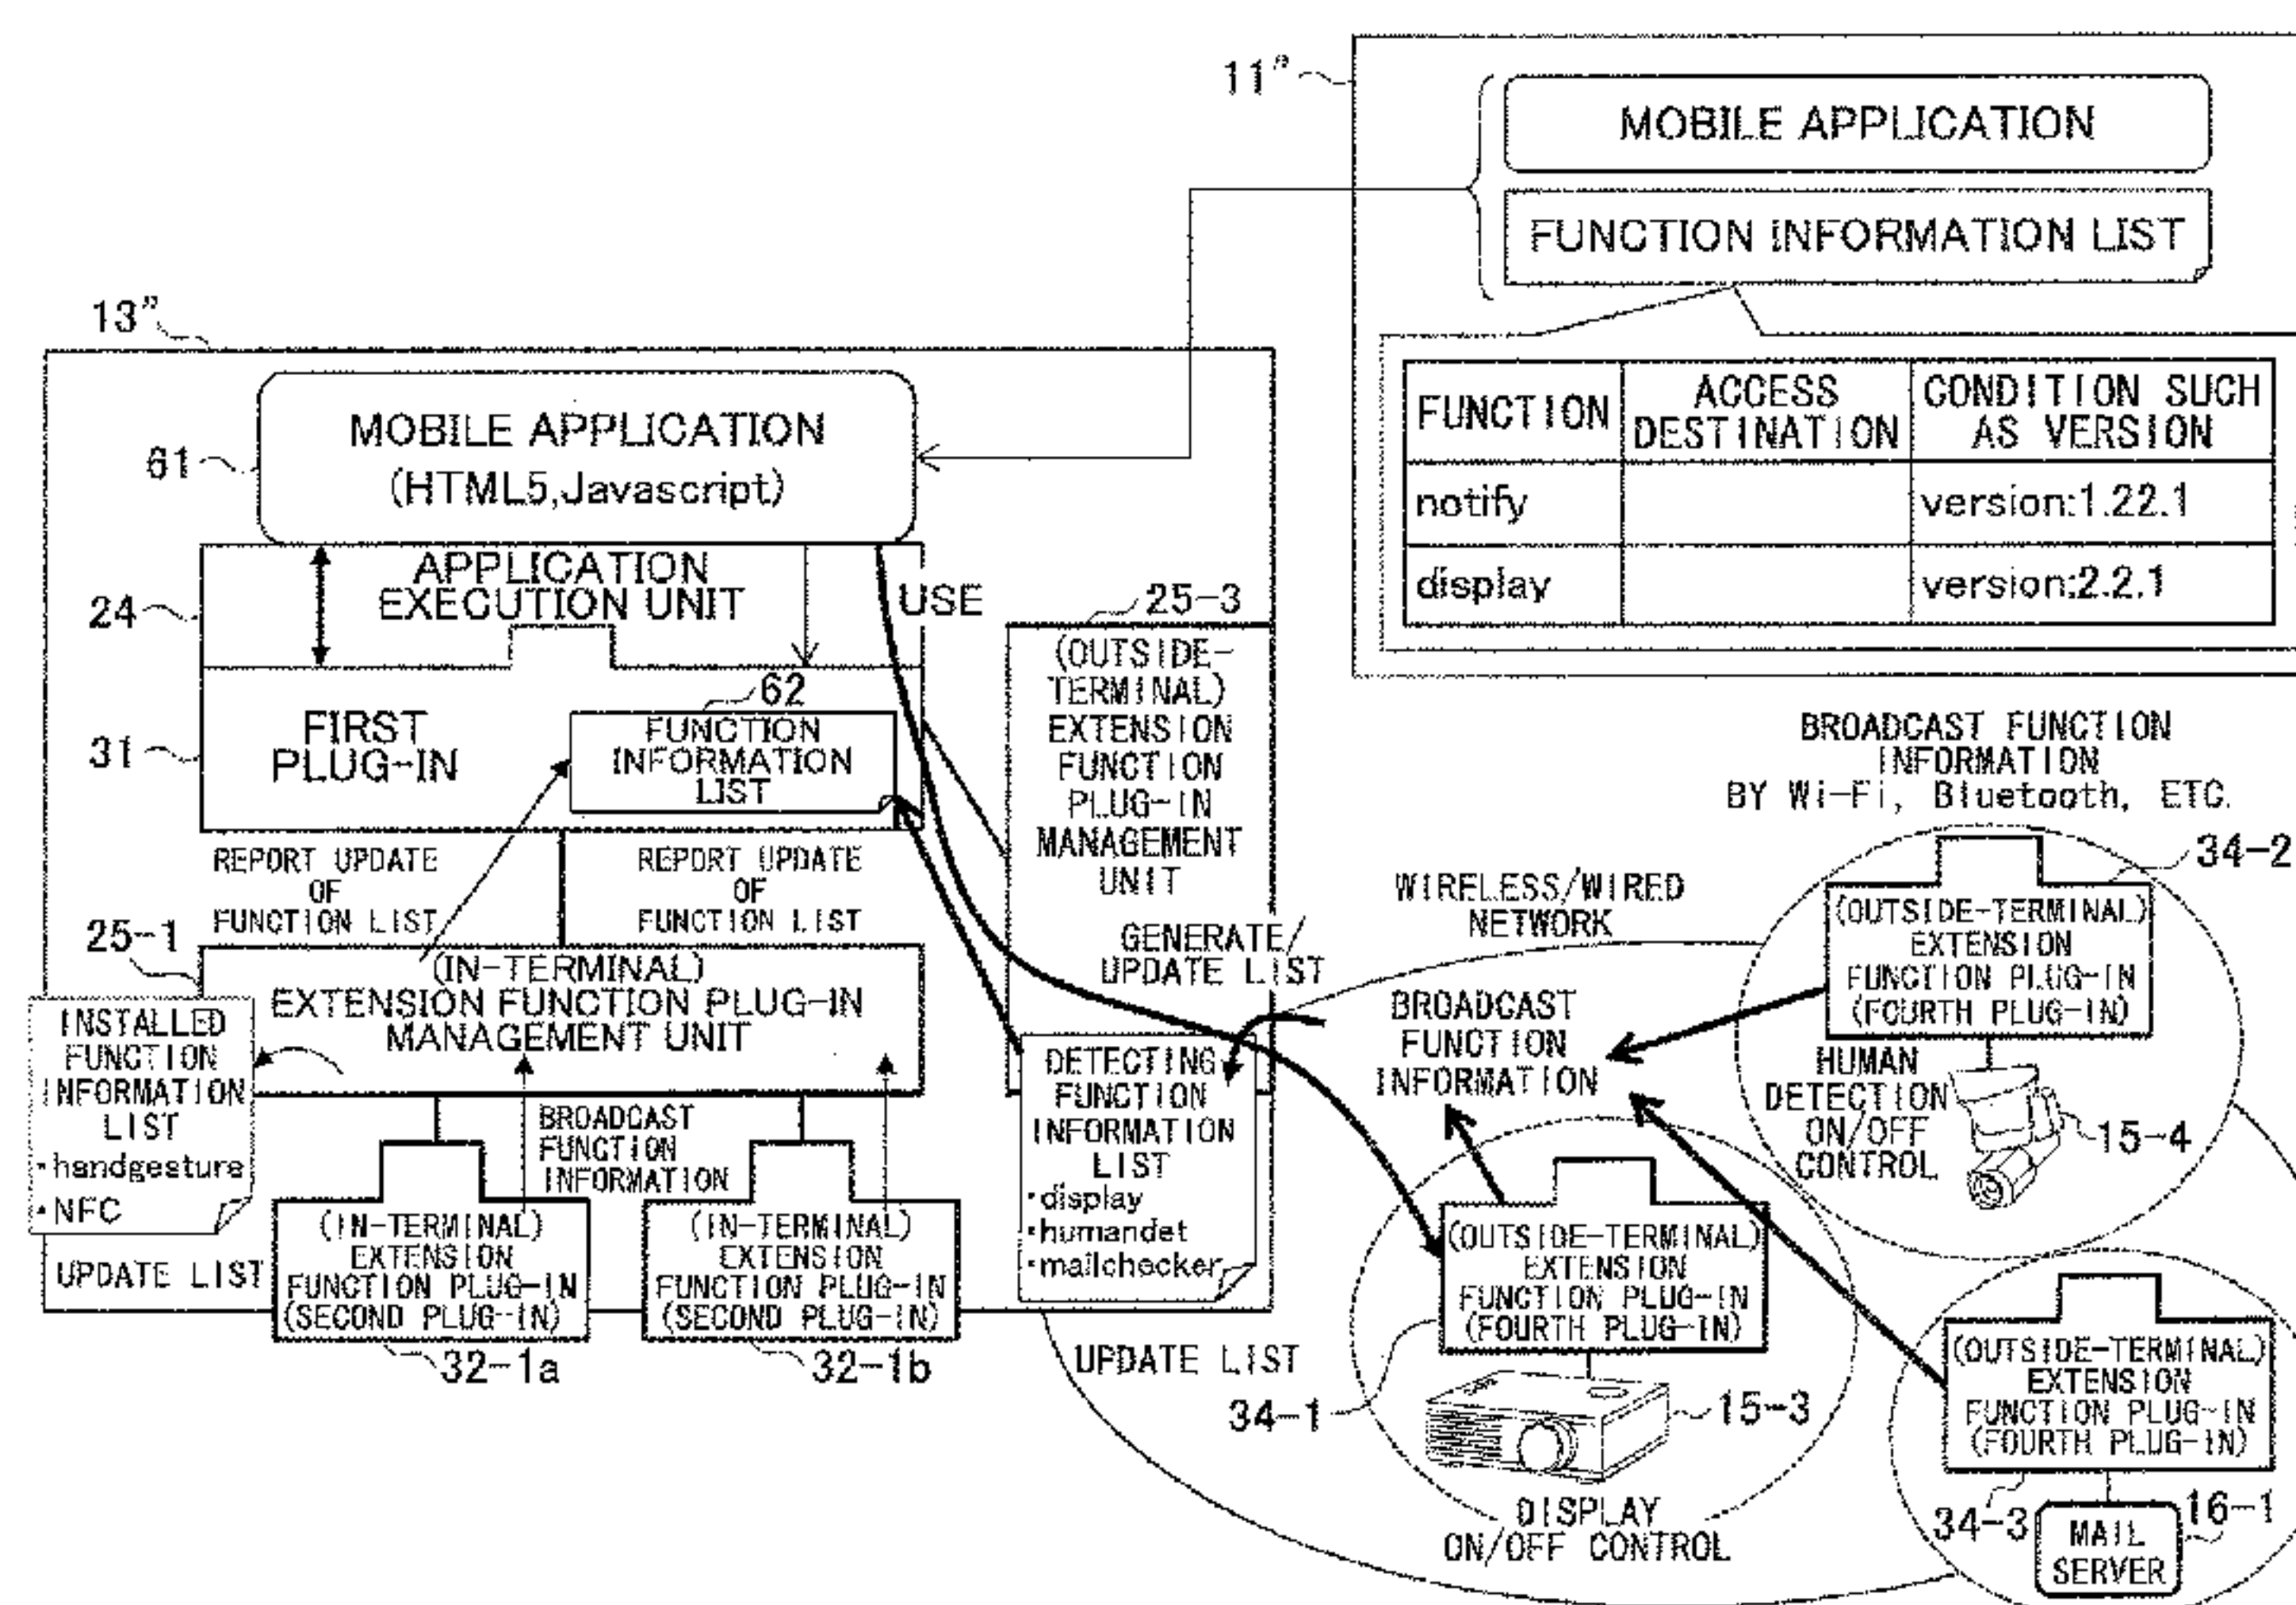 11"
MOBILE APPLICATION
FUNCTION INFORMATION LIST
FUNCTION
ACCESS
DESTINATION
CONDITION SUCH
AS VERSION
notify
version:1.22.1
display
version:2.2.1
13"
MOBILE APPLICATION
(HTML5,Javascript)
61
APPLICATION
EXECUTION UNIT
24
USE
25-3
(OUTSIDE-
TERMINAL)
EXTENSION
FUNCTION
PLUG-IN
MANAGEMENT
UNIT
FIRST
PLUG-IN
31
62
FUNCTION
INFORMATION
LIST
REPORT UPDATE
OF
FUNCTION LIST
REPORT UPDATE
OF
FUNCTION LIST
25-1
(IN-TERMINAL)
EXTENSION FUNCTION PLUG-IN
MANAGEMENT UNIT
INSTALLED
FUNCTION
INFORMATION
LIST
・handgesture
・NFC
UPDATE LIST
BROADCAST
FUNCTION
INFORMATION
(IN-TERMINAL)
EXTENSION
FUNCTION PLUG-IN
(SECOND PLUG-IN)
32-1a
(IN-TERMINAL)
EXTENSION
FUNCTION PLUG-IN
(SECOND PLUG-IN)
32-1b
GENERATE/
UPDATE LIST
DETECTING
FUNCTION
INFORMATION
LIST
・display
・humandet
・mailchecker
UPDATE LIST
BROADCAST FUNCTION
INFORMATION
BY Wi-Fi, Bluetooth, ETC.
WIRELESS/WIRED
NETWORK
BROADCAST
FUNCTION
INFORMATION
34-2
(OUTSIDE-TERMINAL)
EXTENSION
FUNCTION PLUG-IN
(FOURTH PLUG-IN)
HUMAN
DETECTION
ON/OFF
CONTROL
15-4
(OUTSIDE-TERMINAL)
EXTENSION
FUNCTION PLUG-IN
(FOURTH PLUG-IN)
34-1
15-3
DISPLAY
ON/OFF CONTROL
(OUTSIDE-TERMINAL)
EXTENSION
FUNCTION PLUG-IN
(FOURTH PLUG-IN)
34-3
16-1
MAIL
SERVER